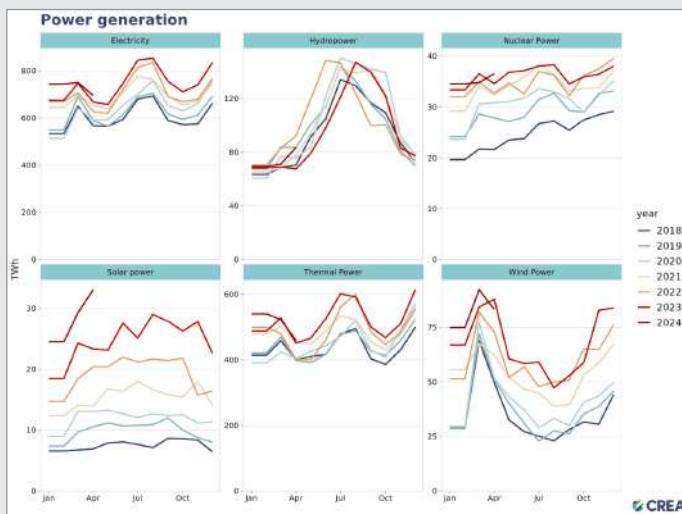 Power generation
Electricity
Hydropower
Nuclear Power
800
600
400
200
0
120
80
40
0
40
30
20
10
0
TWh
Solar power
Thermal Power
Wind Power
30
20
10
0
600
400
200
0
75
50
25
0
Jan Apr Jul Oct
Jan Apr Jul Oct
Jan Apr Jul Oct
year
2018
2019
2020
2021
2022
2023
2024
CREA